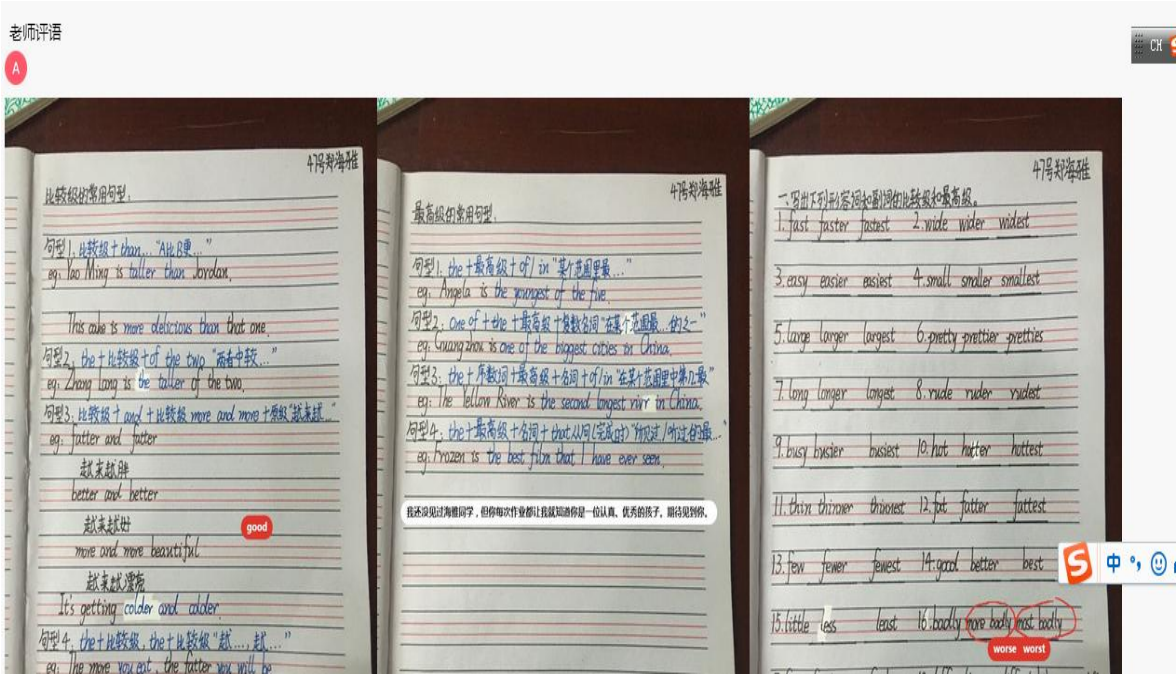 老师评语
A
CH
47号郑海雅
比较级的常用句型:
句型1. 比较级+than... “A比B更...”
eg: Yao Ming is taller than Jordan.
This cake is more delicious than that one.
句型2. the+比较级+of the two “两者中较...”
eg: Zhang Lang is the taller of the two.
句型3: 比较级+and+比较级 more and more+原级“越来越...”
eg: fatter and fatter
越来越胖
better and better
越来越好
good
more and more beautiful
越来越漂亮
It's getting colder and colder.
句型4. the+比较级, the+比较级“越..., 越...”
eg: The more you eat, the fatter you will be
47号郑海雅
最高级的常用句型.
句型1. the+最高级+of/in “某个范围里最...”
eg: Angela is the youngest of the five.
句型2: one of+the+最高级+复数名词“在某个范围最...的之一”
eg: Guangzhou is one of the biggest cities in China.
句型3: the+序数词+最高级+名词+of/in“在某个范围里中第几最”
eg: The Yellow River is the second longest in China.
句型4: the+最高级+名词+that从句(完成时)“所见过/听过的最...”
eg: Frozen is the best film that I have ever seen.
我还没见过海雅同学,但你每次作业都让我就知道你是一位认真、优秀的孩子,期待见到你。
47号郑海雅
一.写出下列形容词和副词的比较级和最高级。
1. fast faster fastest 2. wide wider widest
3. easy easier easiest 4. small smaller smallest
5. large larger largest 6. pretty prettier pretties
7. long longer longest 8. rude ruder rudest
9. busy busier busiest 10. hot hotter hottest
11. thin thinner thinnest 12. fat fatter fattest
13. few fewer fewest 14. good better best
15. little less least 16. badly more badly most badly
worse worst
中